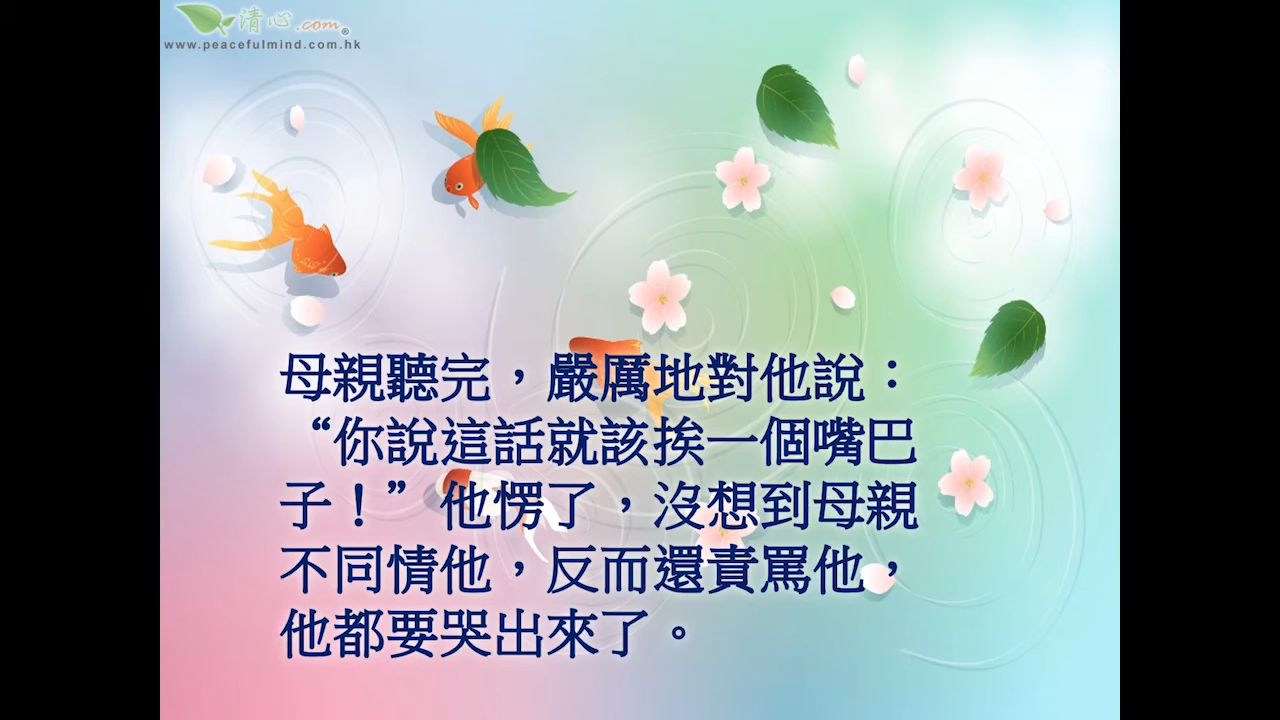 清心.com®
www.peacefulmind.com.hk
母親聽完，嚴厲地對他說：
“你說這話就該挨一個嘴巴
子！”他愣了，沒想到母親
不同情他，反而還責罵他，
他都要哭出來了。